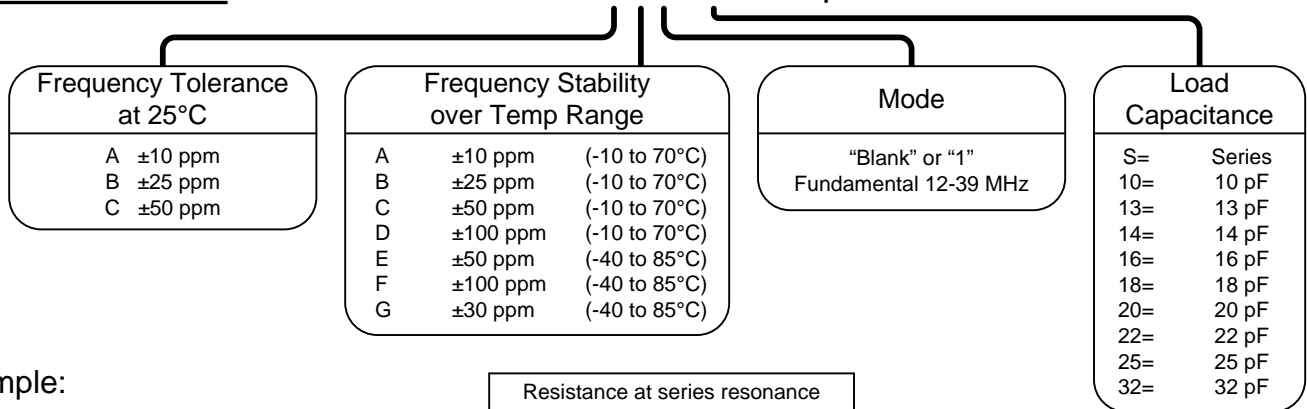 Frequency Tolerance
at 25°C
A ±10 ppm
B ±25 ppm
C ±50 ppm
Frequency Stability
over Temp Range
A ±10 ppm (-10 to 70°C)
B ±25 ppm (-10 to 70°C)
C ±50 ppm (-10 to 70°C)
D ±100 ppm (-10 to 70°C)
E ±50 ppm (-40 to 85°C)
F ±100 ppm (-40 to 85°C)
G ±30 ppm (-40 to 85°C)
Mode
“Blank” or “1”
Fundamental 12-39 MHz
Load
Capacitance
S= Series
10= 10 pF
13= 13 pF
14= 14 pF
16= 16 pF
18= 18 pF
20= 20 pF
22= 22 pF
25= 25 pF
32= 32 pF
mple:
Resistance at series resonance